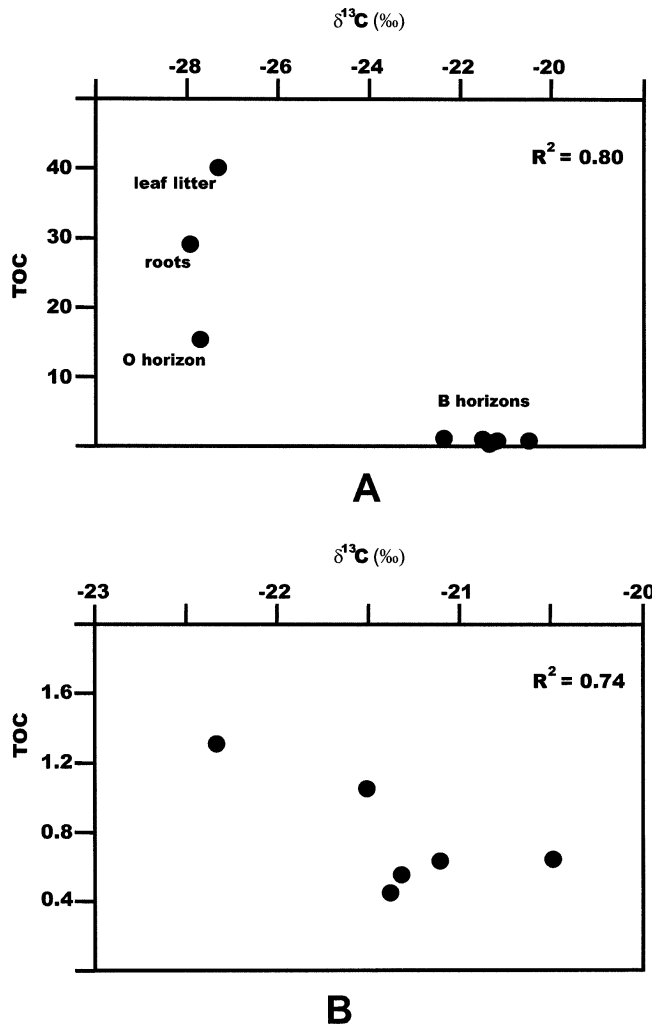 δ¹³C (‰)
-28 -26 -24 -22 -20
R² = 0.80
40
leaf litter
30
TOC
roots
20
O horizon
10
B horizons
A
δ¹³C (‰)
-23 -22 -21 -20
R² = 0.74
1.6
TOC
1.2
0.8
0.4
B